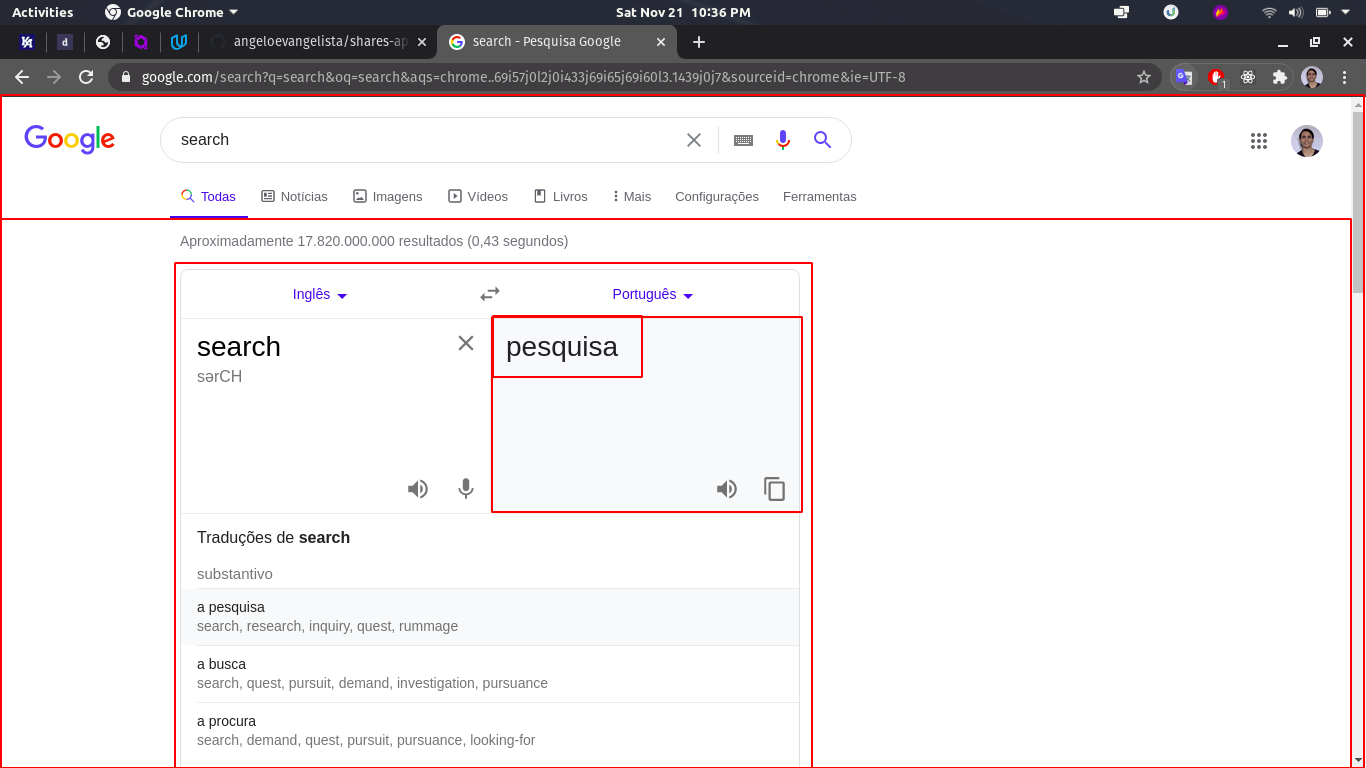 Activities Google Chrome Sat Nov 21 10:36 PM
angeloevangelista/shares-ap search - Pesquisa Google
google.com/search?q=search&oq=search&aqs=chrome..69i57j0l2j0i433j69i65j69i60l3.1439j0j7&sourceid=chrome&ie=UTF-8
1
Google search
Todas Notícias Imagens Vídeos Livros Mais Configurações Ferramentas
Aproximadamente 17.820.000.000 resultados (0,43 segundos)
Inglês Português
search pesquisa
sərCH
Traduções de search
substantivo
a pesquisa
search, research, inquiry, quest, rummage
a busca
search, quest, pursuit, demand, investigation, pursuance
a procura
search, demand, quest, pursuit, pursuance, looking-for